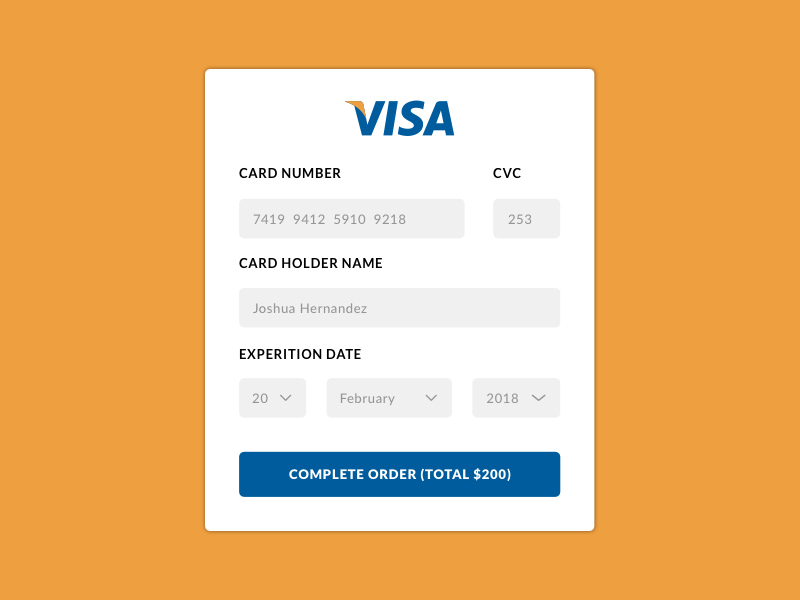 VISA
CARD NUMBER CVC
7419 9412 5910 9218 253
CARD HOLDER NAME
Joshua Hernandez
EXPERITION DATE
20 February 2018
COMPLETE ORDER (TOTAL $200)